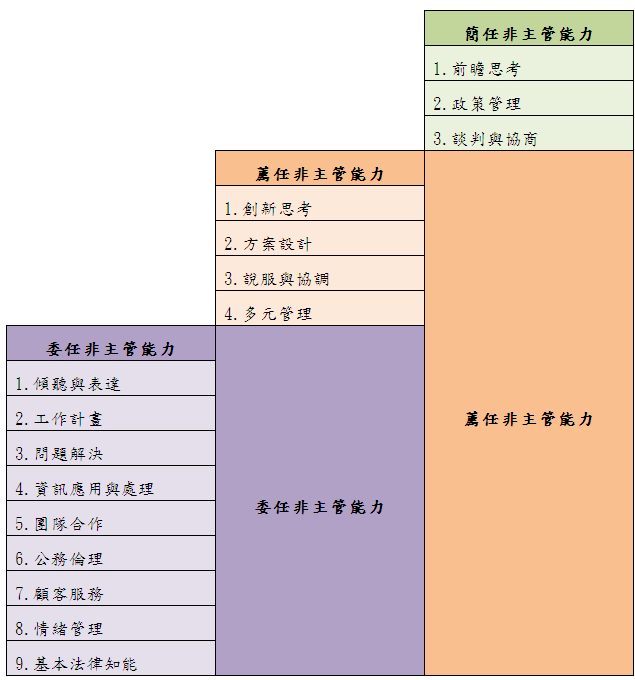 簡任非主管能力
1.前瞻思考
2.政策管理
3.談判與協商
薦任非主管能力
1.創新思考
2.方案設計
3.說服與協調
4.多元管理
薦任非主管能力
委任非主管能力
1.傾聽與表達
2.工作計畫
3.問題解決
4.資訊應用與處理
5.團隊合作
6.公務倫理
7.顧客服務
8.情緒管理
9.基本法律知能
委任非主管能力